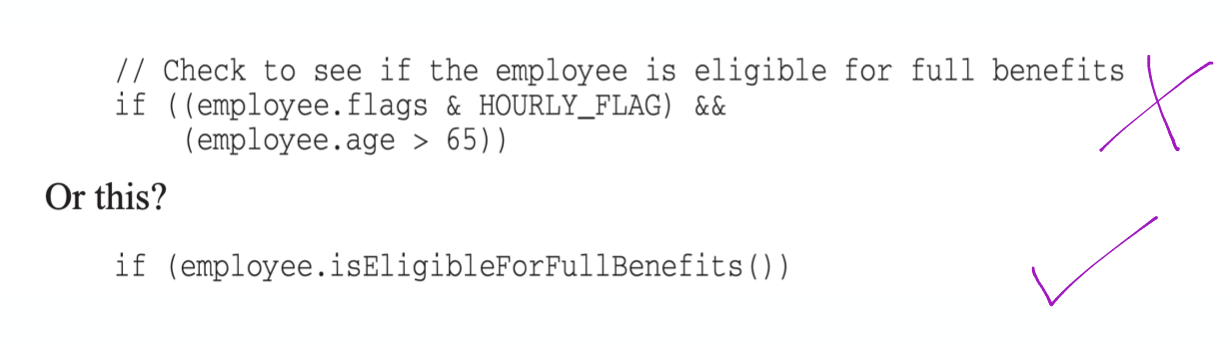 // Check to see if the employee is eligible for full benefits
if ((employee.flags & HOURLY_FLAG) &&
(employee.age > 65))
Or this?
if (employee.isEligibleForFullBenefits())